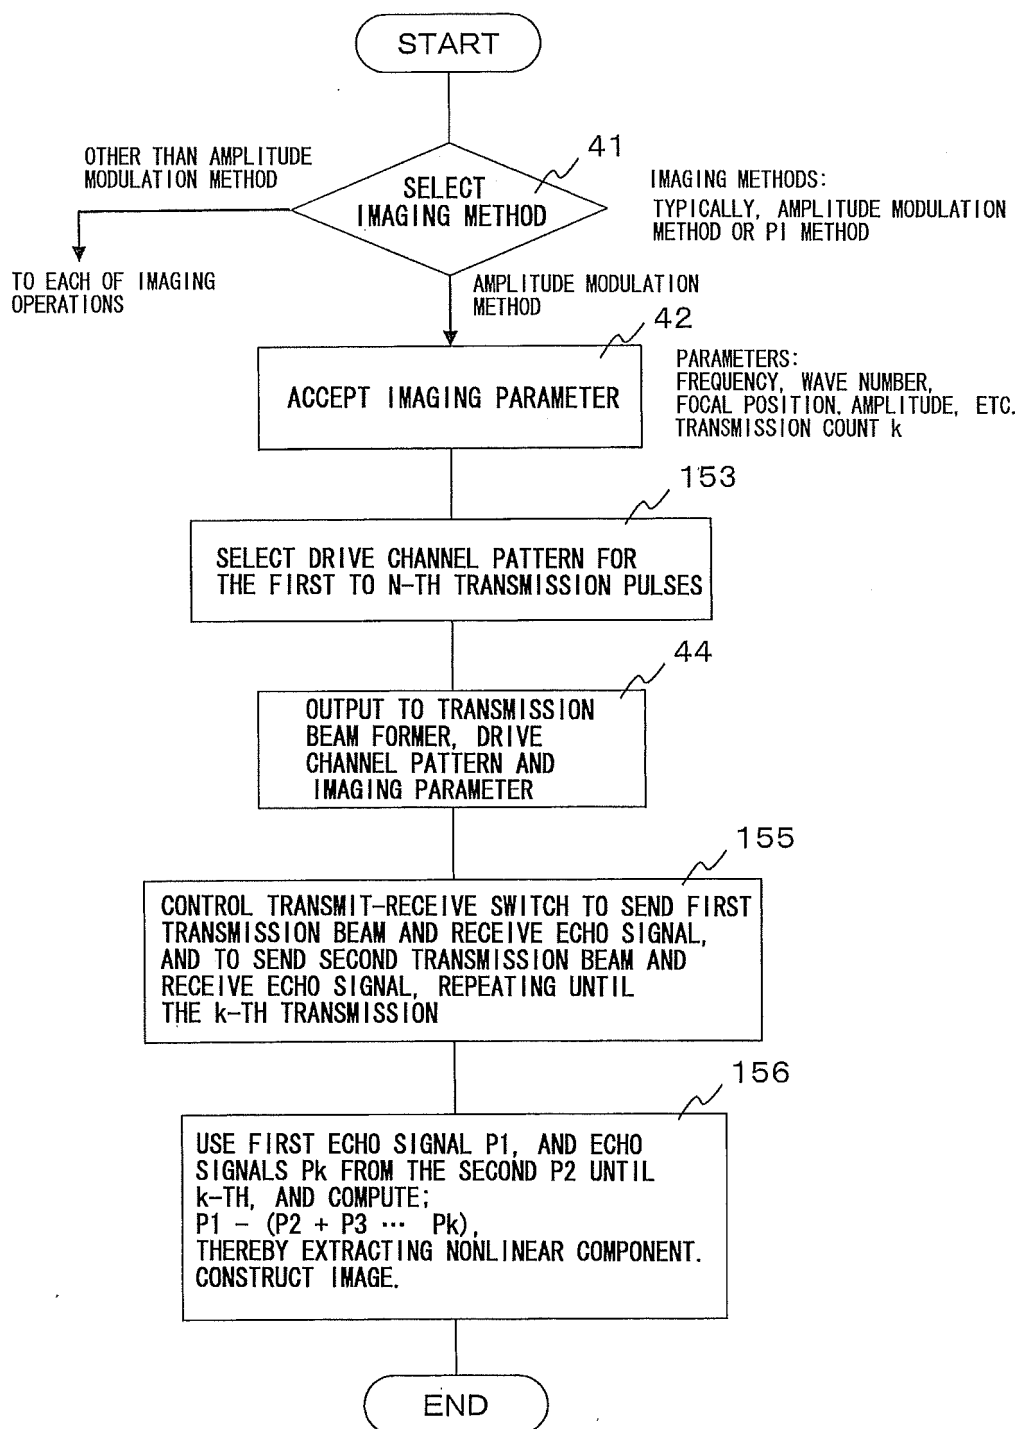 START
OTHER THAN AMPLITUDE
MODULATION METHOD
41
SELECT
IMAGING METHOD
IMAGING METHODS:
TYPICALLY, AMPLITUDE MODULATION
METHOD OR PI METHOD
TO EACH OF IMAGING
OPERATIONS
AMPLITUDE MODULATION
METHOD
42
ACCEPT IMAGING PARAMETER
PARAMETERS:
FREQUENCY, WAVE NUMBER,
FOCAL POSITION, AMPLITUDE, ETC.
TRANSMISSION COUNT k
153
SELECT DRIVE CHANNEL PATTERN FOR
THE FIRST TO N-TH TRANSMISSION PULSES
44
OUTPUT TO TRANSMISSION
BEAM FORMER, DRIVE
CHANNEL PATTERN AND
IMAGING PARAMETER
155
CONTROL TRANSMIT-RECEIVE SWITCH TO SEND FIRST
TRANSMISSION BEAM AND RECEIVE ECHO SIGNAL,
AND TO SEND SECOND TRANSMISSION BEAM AND
RECEIVE ECHO SIGNAL, REPEATING UNTIL
THE k-TH TRANSMISSION
156
USE FIRST ECHO SIGNAL P1, AND ECHO
SIGNALS Pk FROM THE SECOND P2 UNTIL
k-TH, AND COMPUTE;
P1 - (P2 + P3 ··· Pk),
THEREBY EXTRACTING NONLINEAR COMPONENT.
CONSTRUCT IMAGE.
END